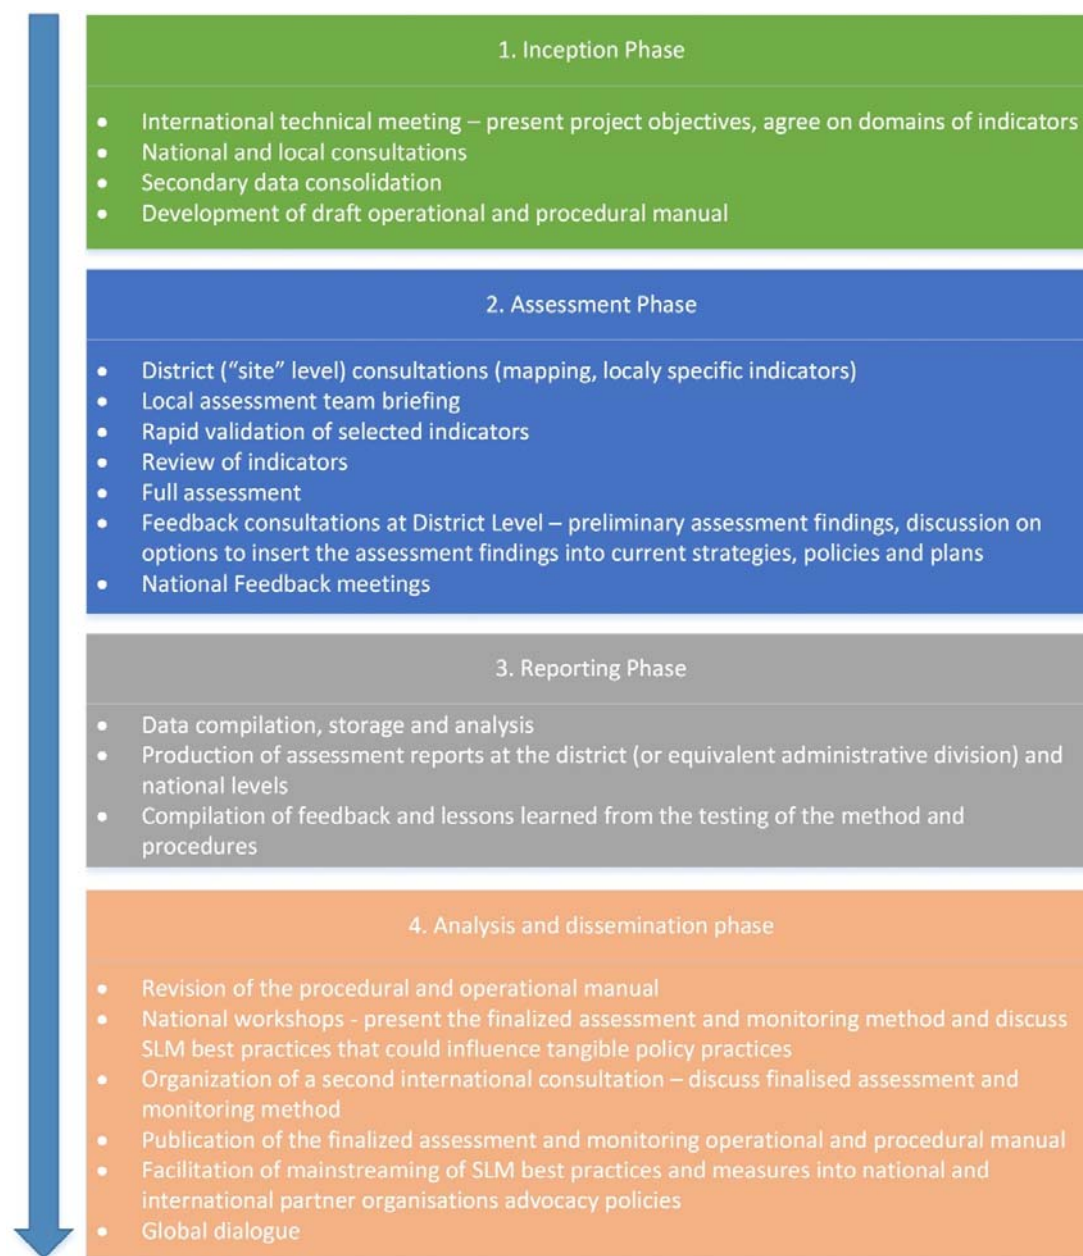 1. Inception Phase
• International technical meeting – present project objectives, agree on domains of indicators
• National and local consultations
• Secondary data consolidation
• Development of draft operational and procedural manual
2. Assessment Phase
• District (“site” level) consultations (mapping, localy specific indicators)
• Local assessment team briefing
• Rapid validation of selected indicators
• Review of indicators
• Full assessment
• Feedback consultations at District Level – preliminary assessment findings, discussion on
options to insert the assessment findings into current strategies, policies and plans
• National Feedback meetings
3. Reporting Phase
• Data compilation, storage and analysis
• Production of assessment reports at the district (or equivalent administrative division) and
national levels
• Compilation of feedback and lessons learned from the testing of the method and
procedures
4. Analysis and dissemination phase
• Revision of the procedural and operational manual
• National workshops - present the finalized assessment and monitoring method and discuss
SLM best practices that could influence tangible policy practices
• Organization of a second international consultation – discuss finalised assessment and
monitoring method
• Publication of the finalized assessment and monitoring operational and procedural manual
• Facilitation of mainstreaming of SLM best practices and measures into national and
international partner organisations advocacy policies
• Global dialogue